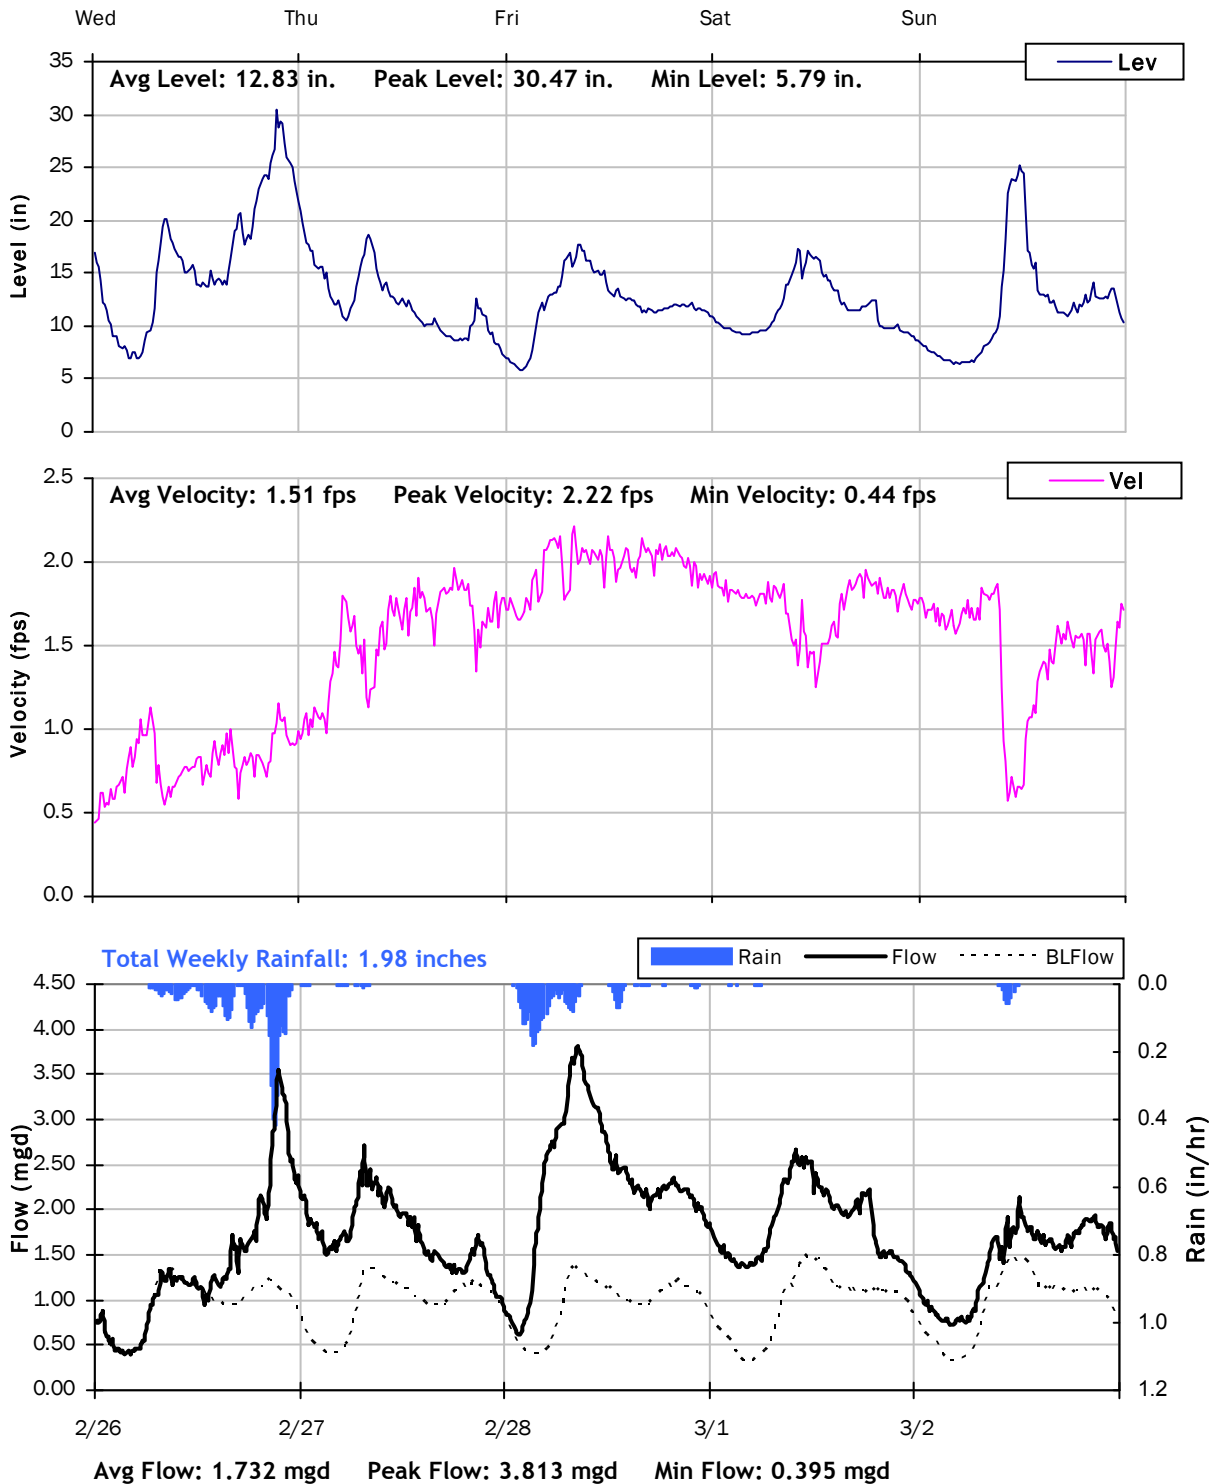 Wed Thu Fri Sat Sun
Lev
Avg Level: 12.83 in. Peak Level: 30.47 in. Min Level: 5.79 in.
35
30
25
20
15
10
5
0
Level (in)
Vel
Avg Velocity: 1.51 fps Peak Velocity: 2.22 fps Min Velocity: 0.44 fps
2.5
2.0
1.5
1.0
0.5
0.0
Velocity (fps)
Total Weekly Rainfall: 1.98 inches
Rain Flow BLFlow
4.50
4.00
3.50
3.00
2.50
2.00
1.50
1.00
0.50
0.00
Flow (mgd)
0.0
0.2
0.4
0.6
0.8
1.0
1.2
Rain (in/hr)
2/26 2/27 2/28 3/1 3/2
Avg Flow: 1.732 mgd Peak Flow: 3.813 mgd Min Flow: 0.395 mgd